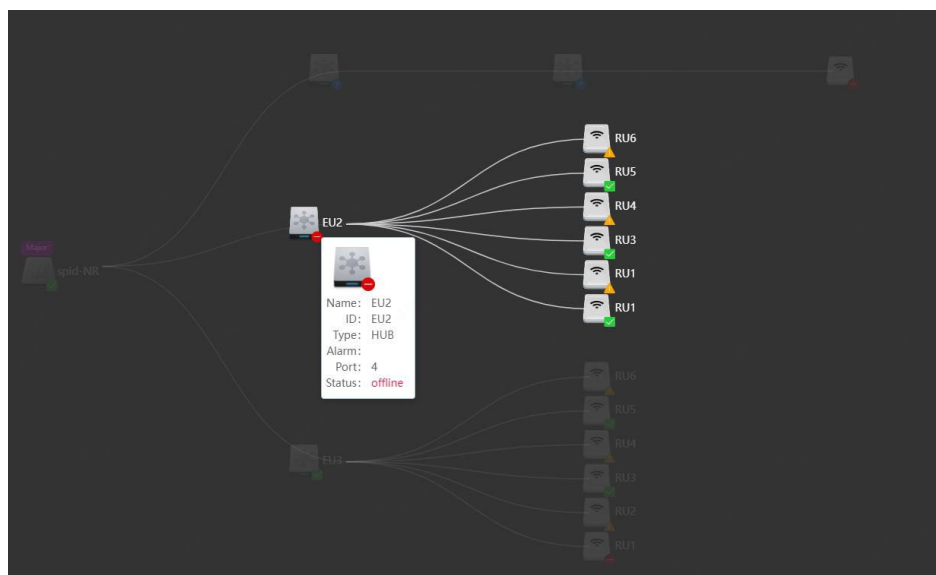 RU6
RU5
EU2
RU4
Major
RU3
spid-NR
RU1
RU1
Name: EU2
ID: EU2
Type: HUB
Alarm:
Port: 4
Status: offline
RU6
RU5
RU4
EU3
RU3
RU2
RU1